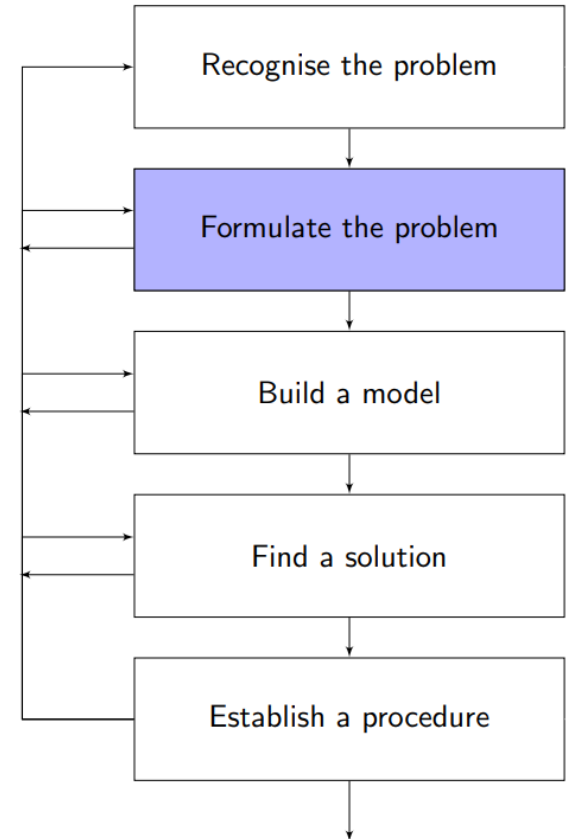 Recognise the problem
Formulate the problem
Build a model
Find a solution
Establish a procedure